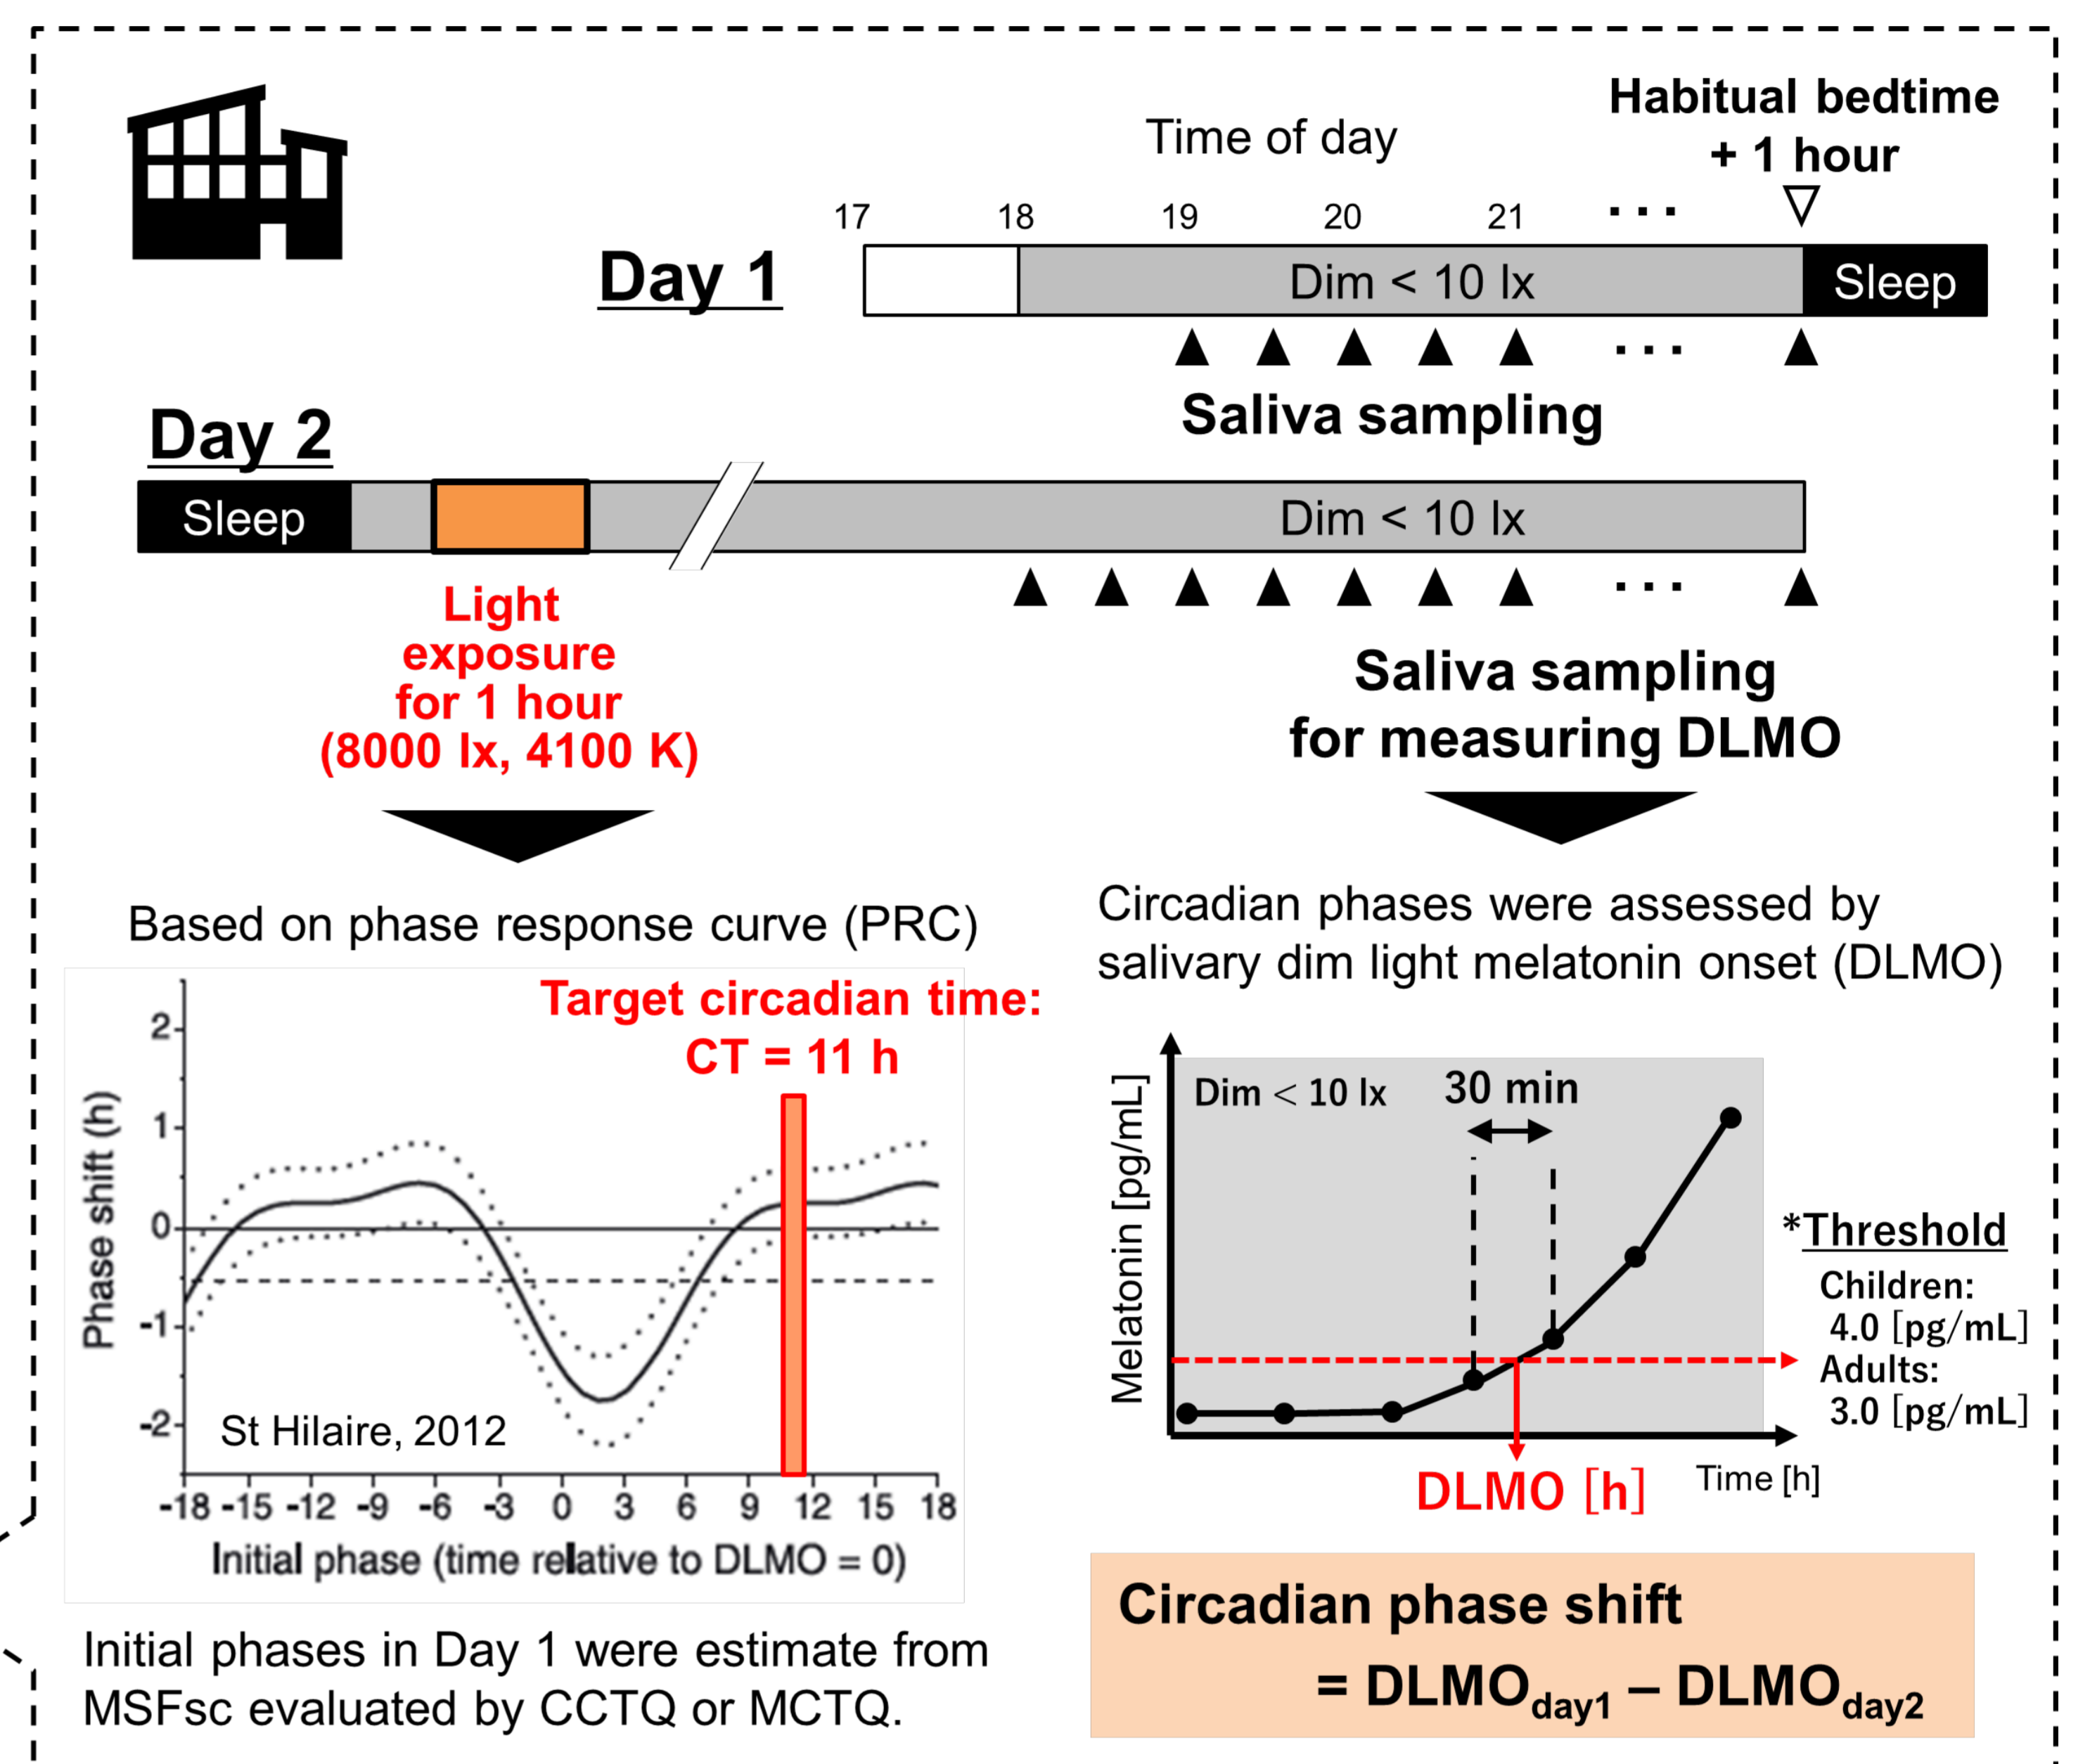 Time of day
Habitual bedtime
+ 1 hour
17 18 19 20 21 ···
Day 1
Dim < 10 lx
Sleep
···
Saliva sampling
Day 2
Sleep
Dim < 10 lx
···
Light
exposure
for 1 hour
(8000 lx, 4100 K)
Saliva sampling
for measuring DLMO
Based on phase response curve (PRC)
Target circadian time:
CT = 11 h
Phase shift (h)
2
1
0
-1
-2
St Hilaire, 2012
-18 -15 -12 -9 -6 -3 0 3 6 9 12 15 18
Initial phase (time relative to DLMO = 0)
Initial phases in Day 1 were estimate from
MSFsc evaluated by CCTQ or MCTQ.
Circadian phases were assessed by
salivary dim light melatonin onset (DLMO)
Melatonin [pg/mL]
Dim < 10 lx
30 min
*Threshold
Children:
4.0 [pg/mL]
Adults:
3.0 [pg/mL]
DLMO [h]
Time [h]
Circadian phase shift
= DLMOday1 – DLMOday2